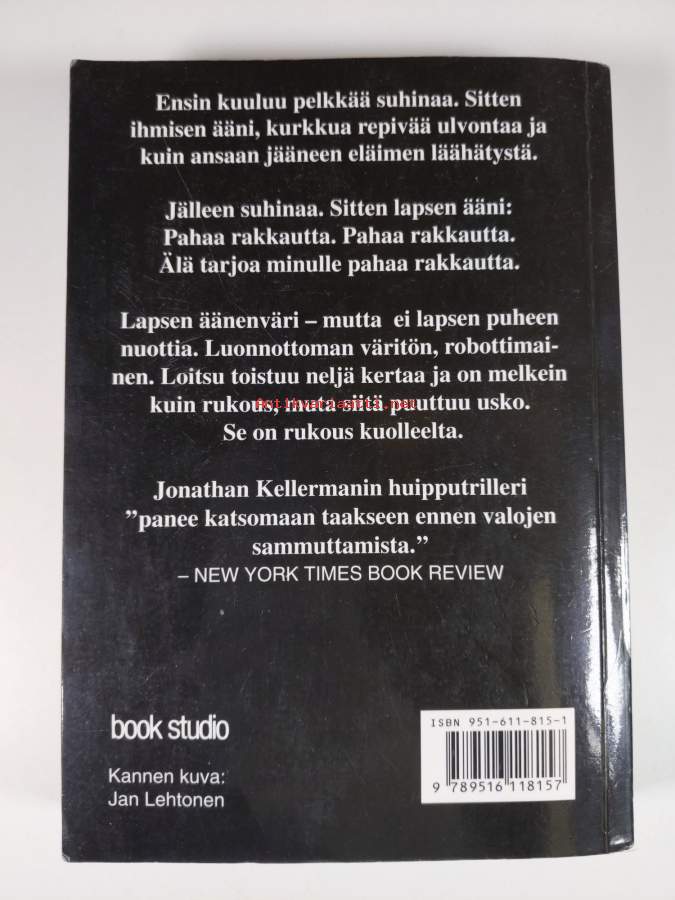 Ensin kuuluu pelkkää suhinaa. Sitten
ihmisen ääni, kurkkua repivää ulvontaa ja
kuin ansaan jääneen eläimen läähätystä.
Jälleen suhinaa. Sitten lapsen ääni:
Pahaa rakkautta. Pahaa rakkautta.
Älä tarjoa minulle pahaa rakkautta.
Lapsen äänenväri – mutta ei lapsen puheen
nuottia. Luonnottoman väritön, robottimai-
nen. Loitsu toistuu neljä kertaa ja on melkein
kuin rukous, mutta siitä puuttuu usko.
Antikvariaatti.net
Se on rukous kuolleelta.
Jonathan Kellermanin huipputrilleri
”panee katsomaan taakseen ennen valojen
sammuttamista.”
– NEW YORK TIMES BOOK REVIEW
book studio
Kannen kuva:
Jan Lehtonen
ISBN 951-611-815-1
9 789516 118157